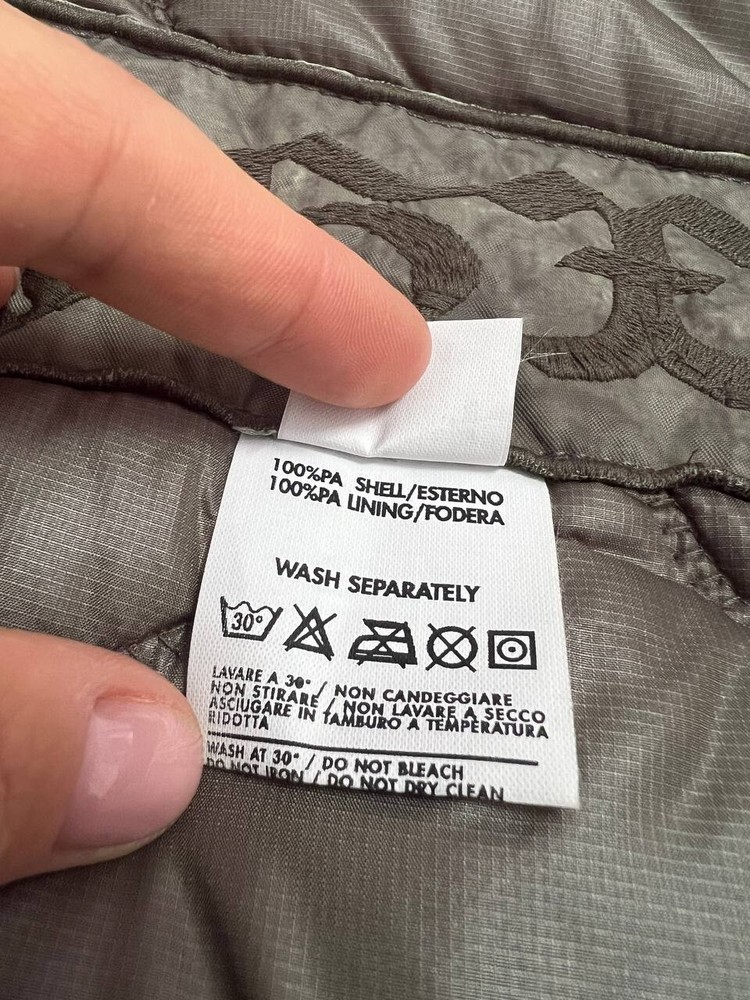 100%PA SHELL/ESTERNO
100%PA LINING/FODERA
WASH SEPARATELY
30°
LAVARE A 30° / NON CANDEGGIARE
NON STIRARE / NON LAVARE A SECCO
ASCIUGARE IN TAMBURO A TEMPERATURA
RIDOTTA
WASH AT 30° / DO NOT BLEACH
DO NOT IRON / DO NOT DRY CLEAN